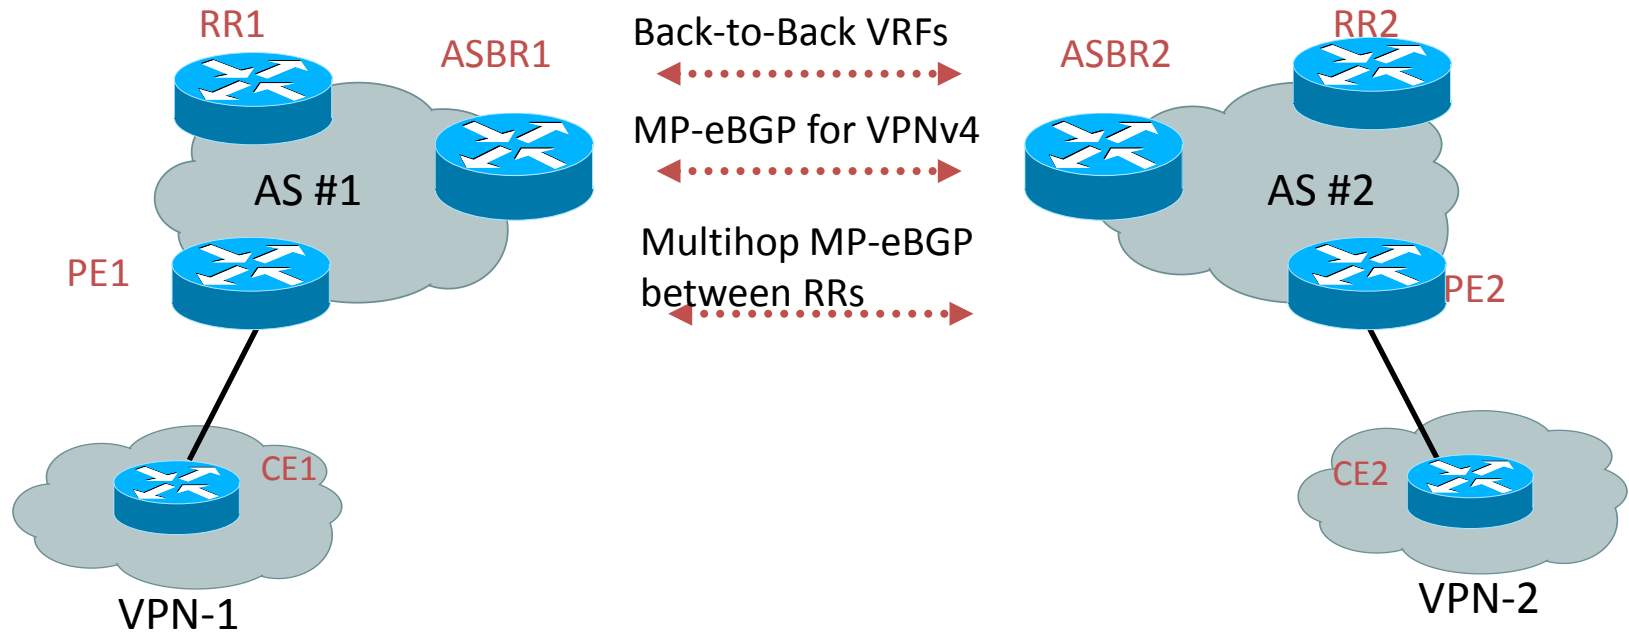 RR1
ASBR1
Back-to-Back VRFs
ASBR2
RR2
MP-eBGP for VPNv4
AS #1
AS #2
Multihop MP-eBGP
between RRs
PE1
PE2
CE1
CE2
VPN-1
VPN-2